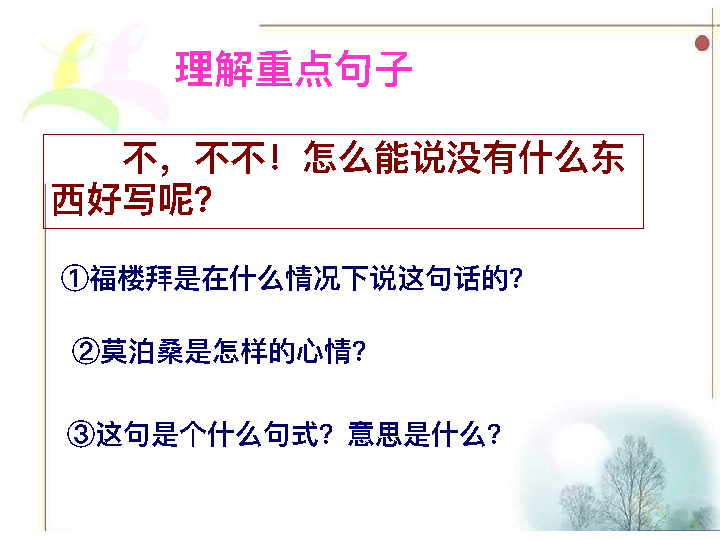 理解重点句子
不，不不！怎么能说没有什么东
西好写呢？
①福楼拜是在什么情况下说这句话的？
②莫泊桑是怎样的心情？
③这句是个什么句式？意思是什么？